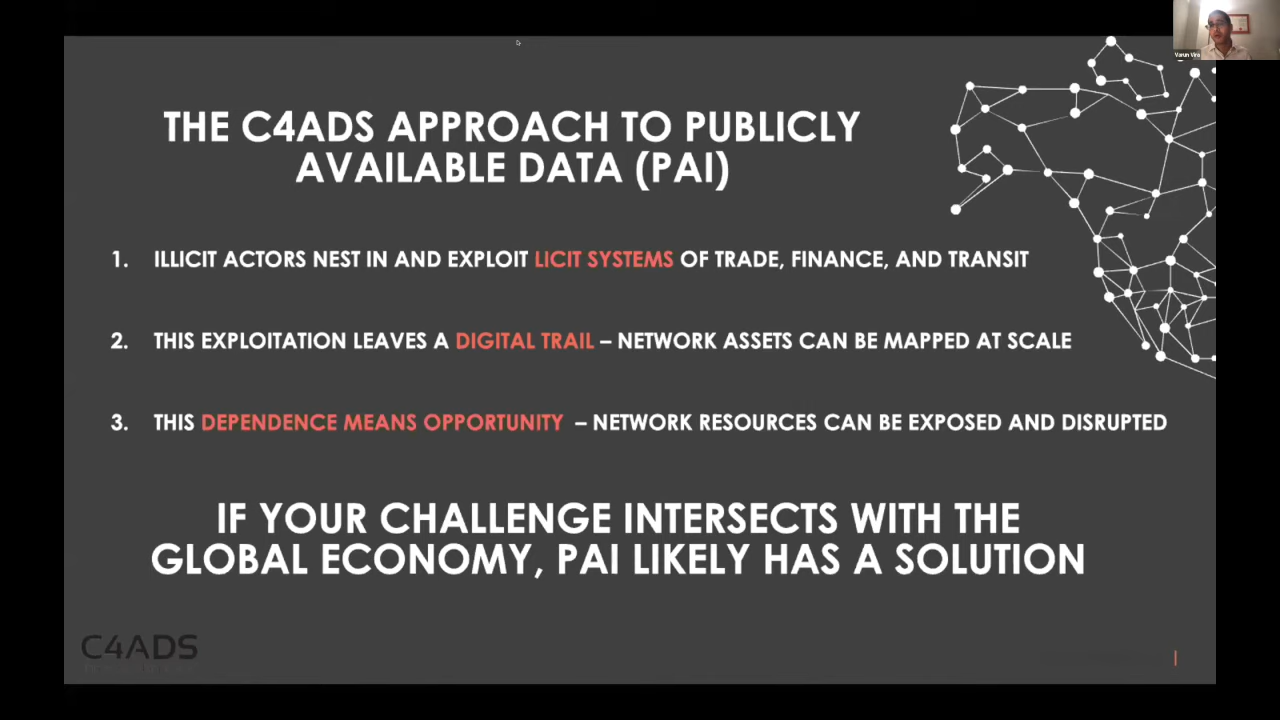 Varun Vira
THE C4ADS APPROACH TO PUBLICLY
AVAILABLE DATA (PAI)
1. ILLICIT ACTORS NEST IN AND EXPLOIT LICIT SYSTEMS OF TRADE, FINANCE, AND TRANSIT
2. THIS EXPLOITATION LEAVES A DIGITAL TRAIL – NETWORK ASSETS CAN BE MAPPED AT SCALE
3. THIS DEPENDENCE MEANS OPPORTUNITY – NETWORK RESOURCES CAN BE EXPOSED AND DISRUPTED
IF YOUR CHALLENGE INTERSECTS WITH THE
GLOBAL ECONOMY, PAI LIKELY HAS A SOLUTION
C4ADS